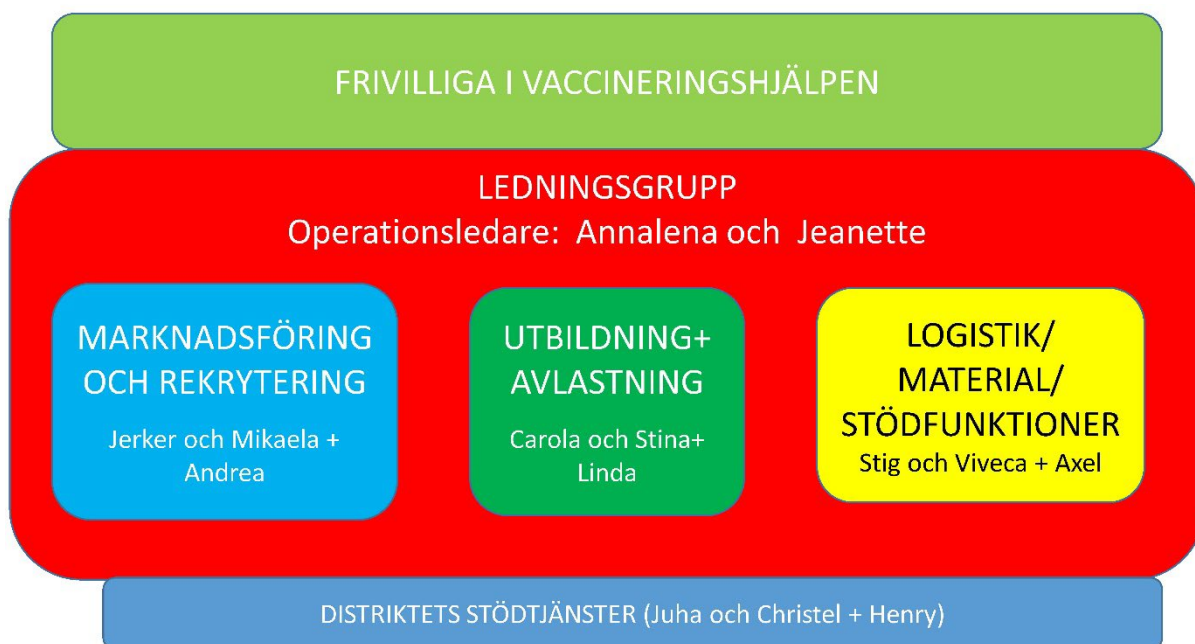 FRIVILLIGA I VACCINERINGSHJÄLPEN
LEDNINGSGRUPP
Operationsledare: Annalena och Jeanette
MARKNADSFÖRING
OCH REKRYTERING
Jerker och Mikaela +
Andrea
UTBILDNING+
AVLASTNING
Carola och Stina+
Linda
LOGISTIK/
MATERIAL/
STÖDFUNKTIONER
Stig och Viveca + Axel
DISTRIKTETS STÖDTJÄNSTER (Juha och Christel + Henry)